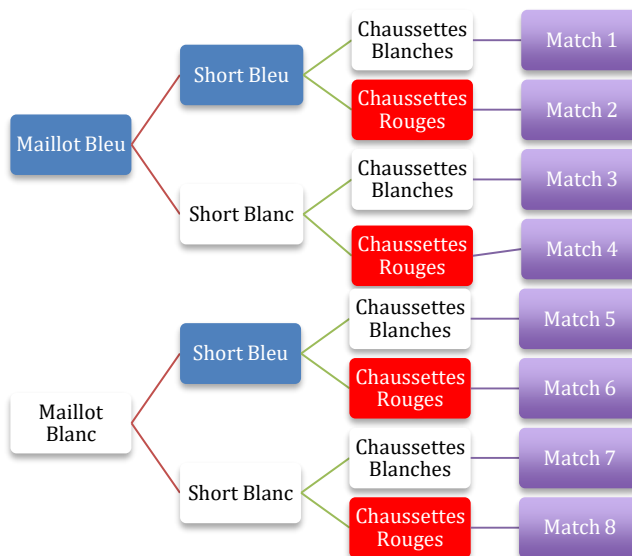 Maillot Bleu
Short Bleu
Chaussettes
Blanches
Match 1
Chaussettes
Rouges
Match 2
Short Blanc
Chaussettes
Blanches
Match 3
Chaussettes
Rouges
Match 4
Maillot
Blanc
Short Bleu
Chaussettes
Blanches
Match 5
Chaussettes
Rouges
Match 6
Short Blanc
Chaussettes
Blanches
Match 7
Chaussettes
Rouges
Match 8